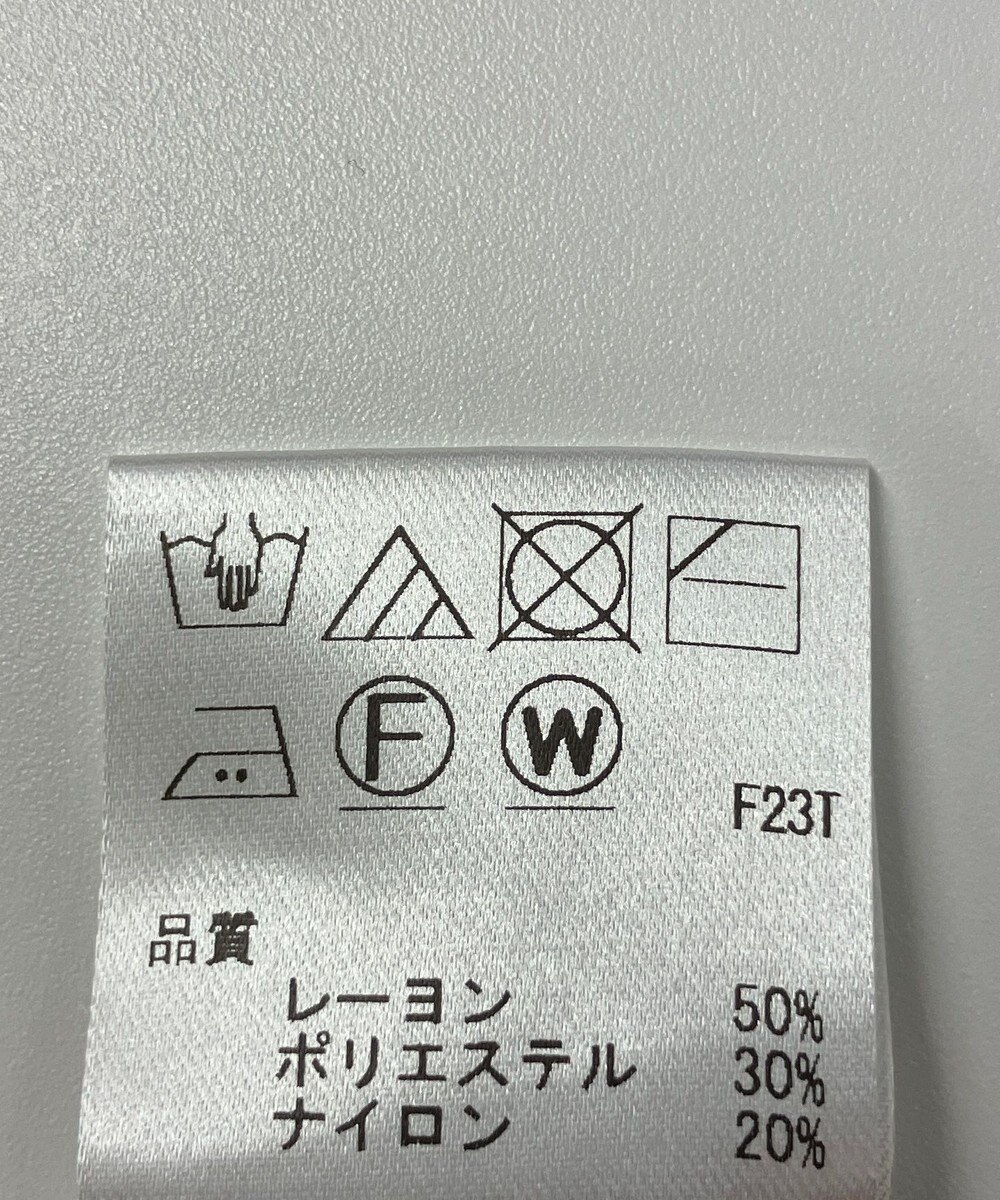 F W
F23T
品質
レーヨン 50%
ポリエステル 30%
ナイロン 20%